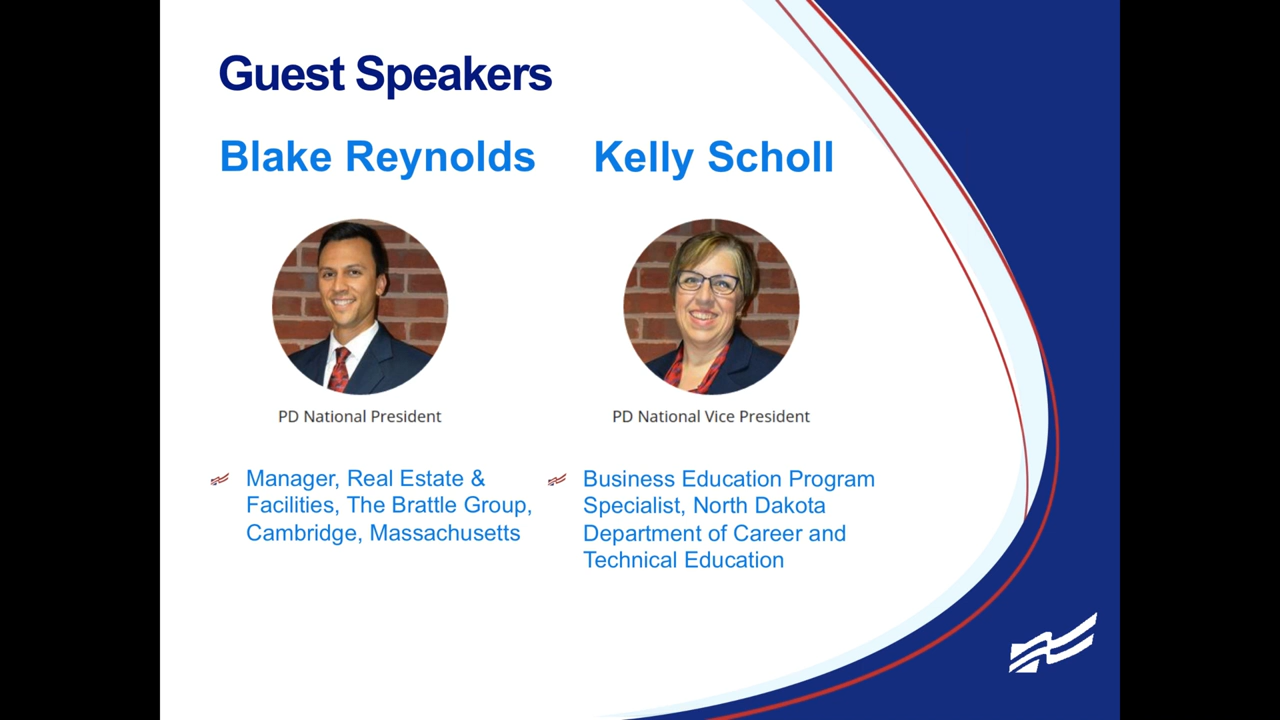 Guest Speakers
Blake Reynolds
Kelly Scholl
PD National President
PD National Vice President
Manager, Real Estate &
Facilities, The Brattle Group,
Cambridge, Massachusetts
Business Education Program
Specialist, North Dakota
Department of Career and
Technical Education